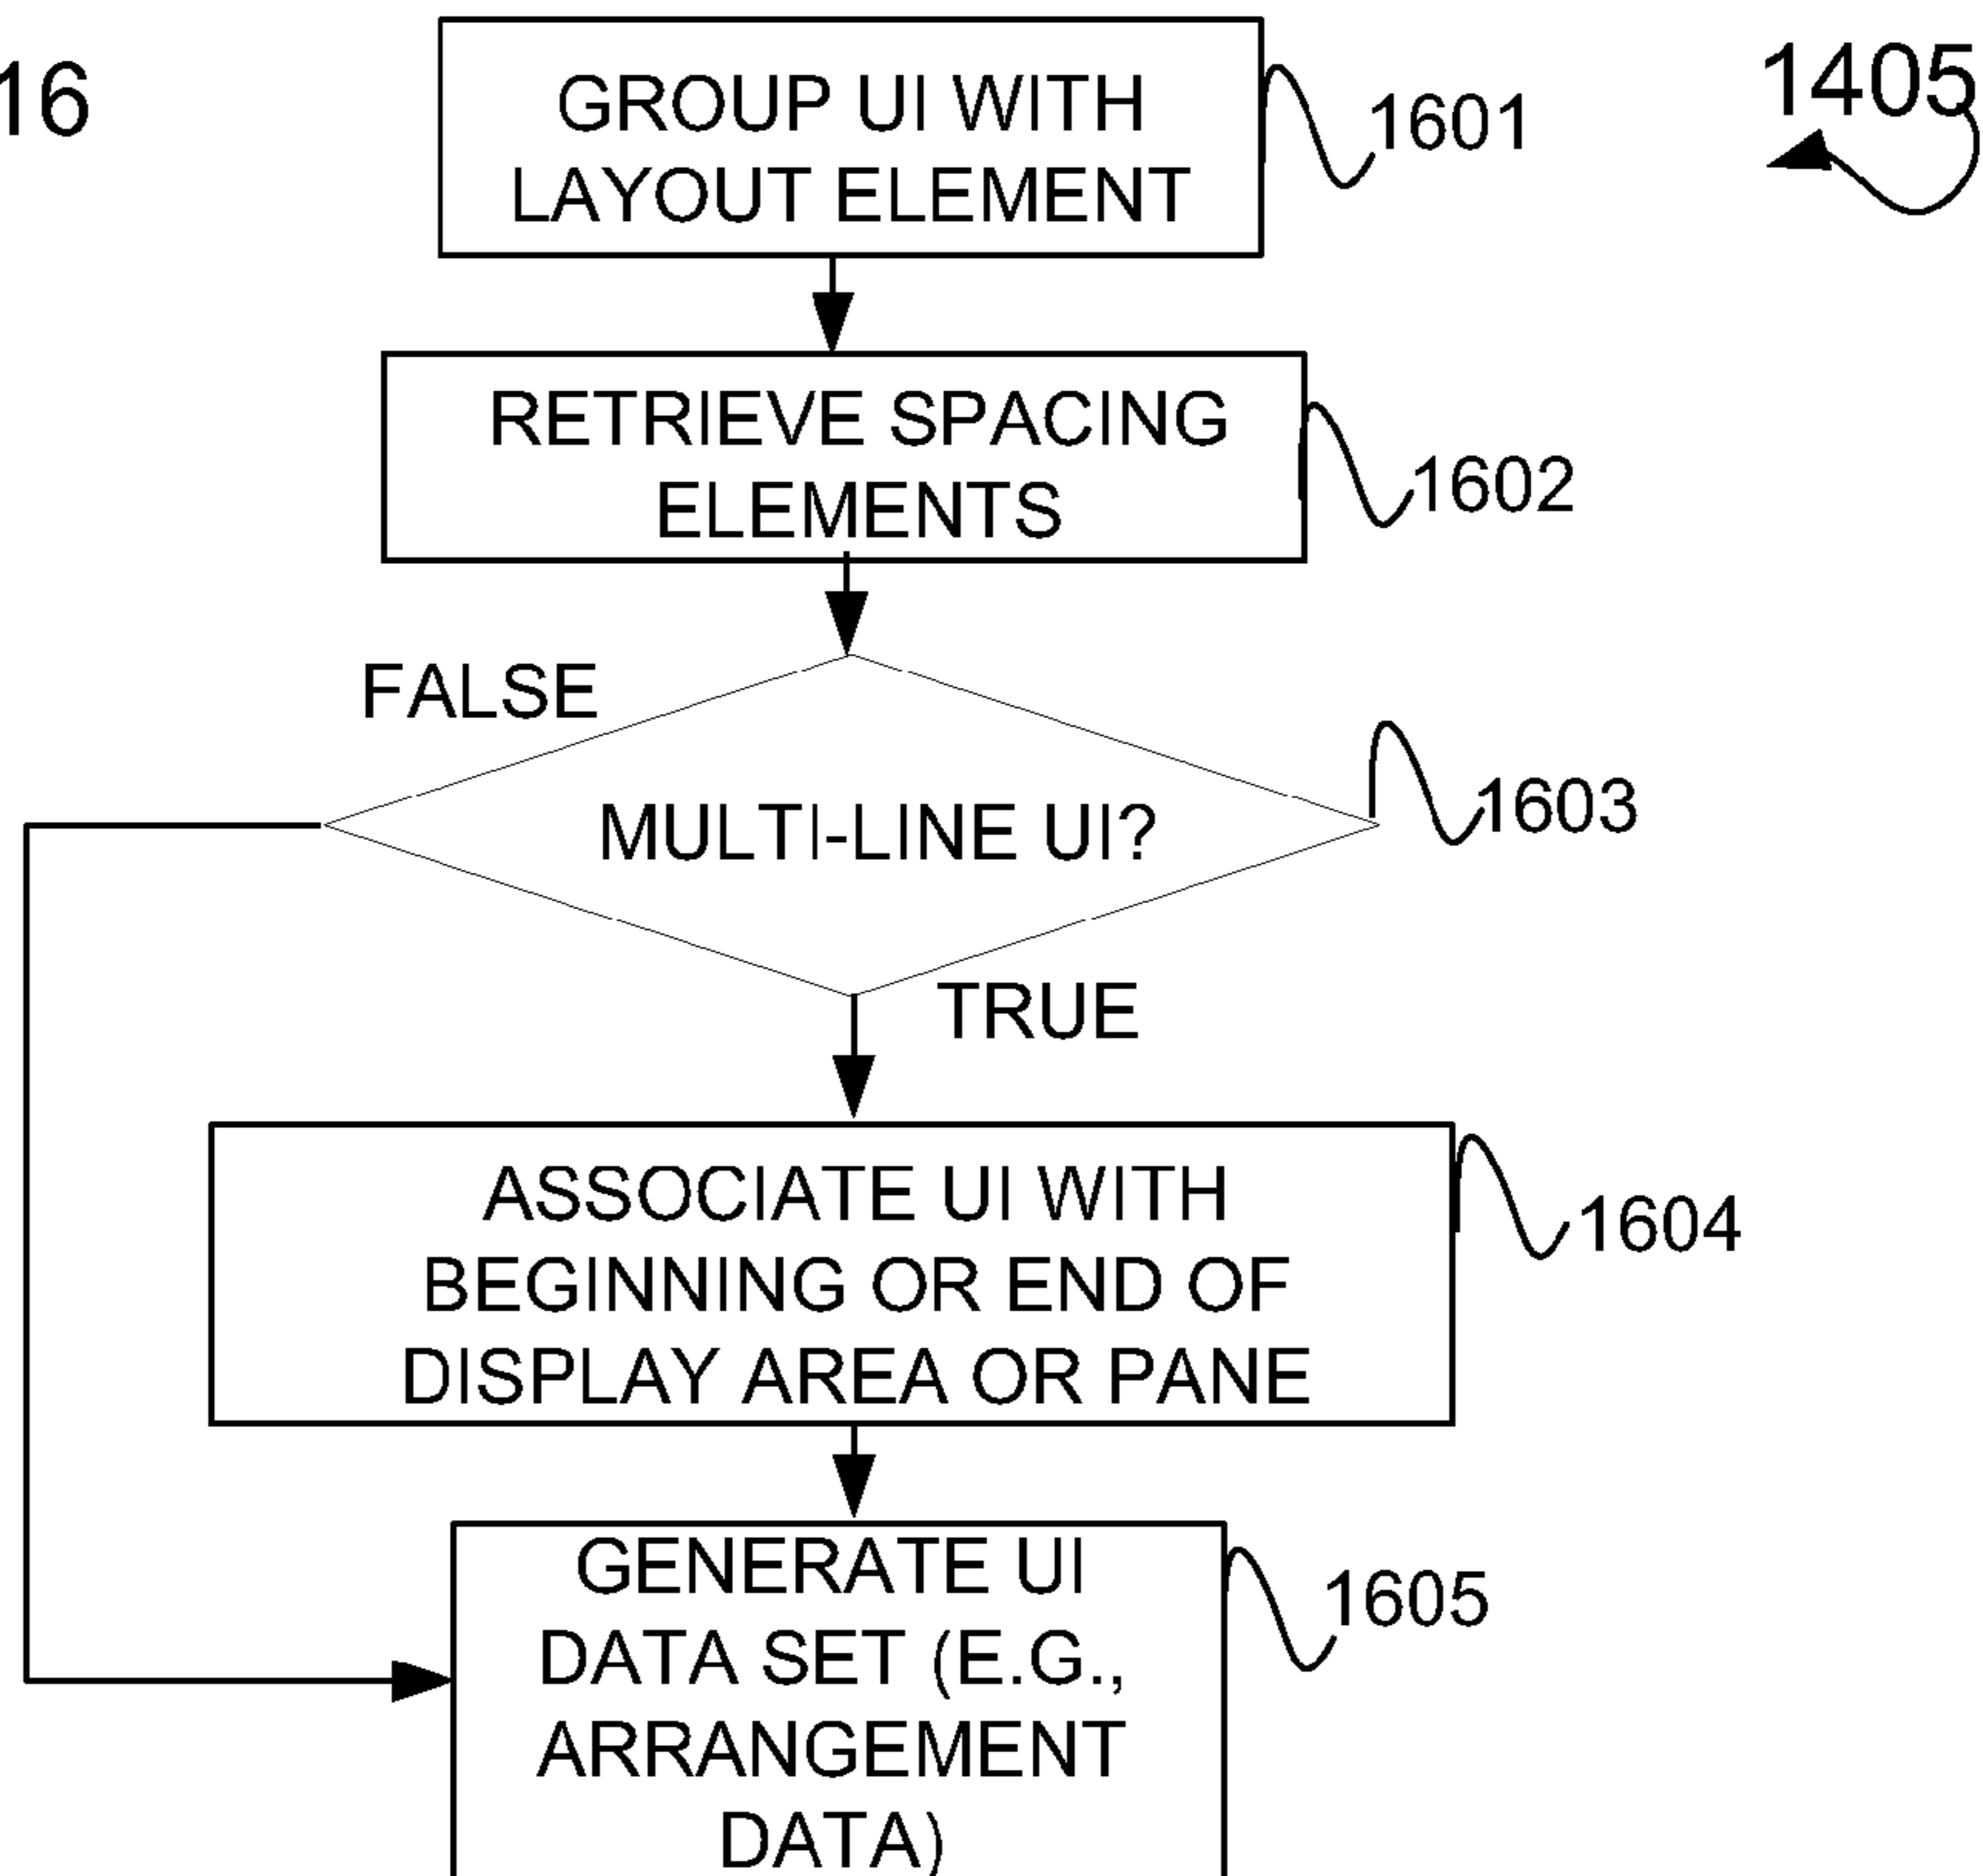 16
1405
GROUP UI WITH
LAYOUT ELEMENT
1601
RETRIEVE SPACING
ELEMENTS
1602
FALSE
MULTI-LINE UI?
1603
TRUE
ASSOCIATE UI WITH
BEGINNING OR END OF
DISPLAY AREA OR PANE
1604
GENERATE UI
DATA SET (E.G.,
ARRANGEMENT
DATA)
1605